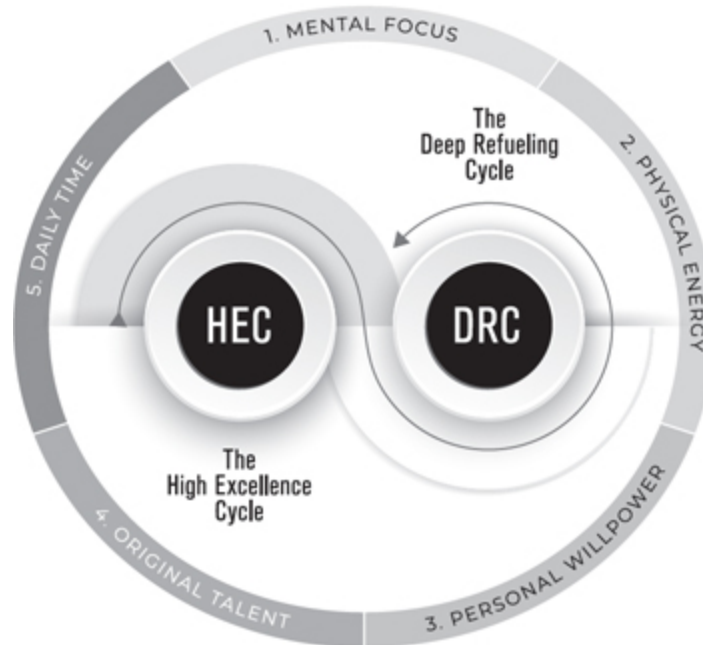 1. MENTAL FOCUS
2. PHYSICAL ENERGY
3. PERSONAL WILLPOWER
4. ORIGINAL TALENT
5. DAILY TIME
The
Deep Refueling
Cycle
HEC
DRC
The
High Excellence
Cycle